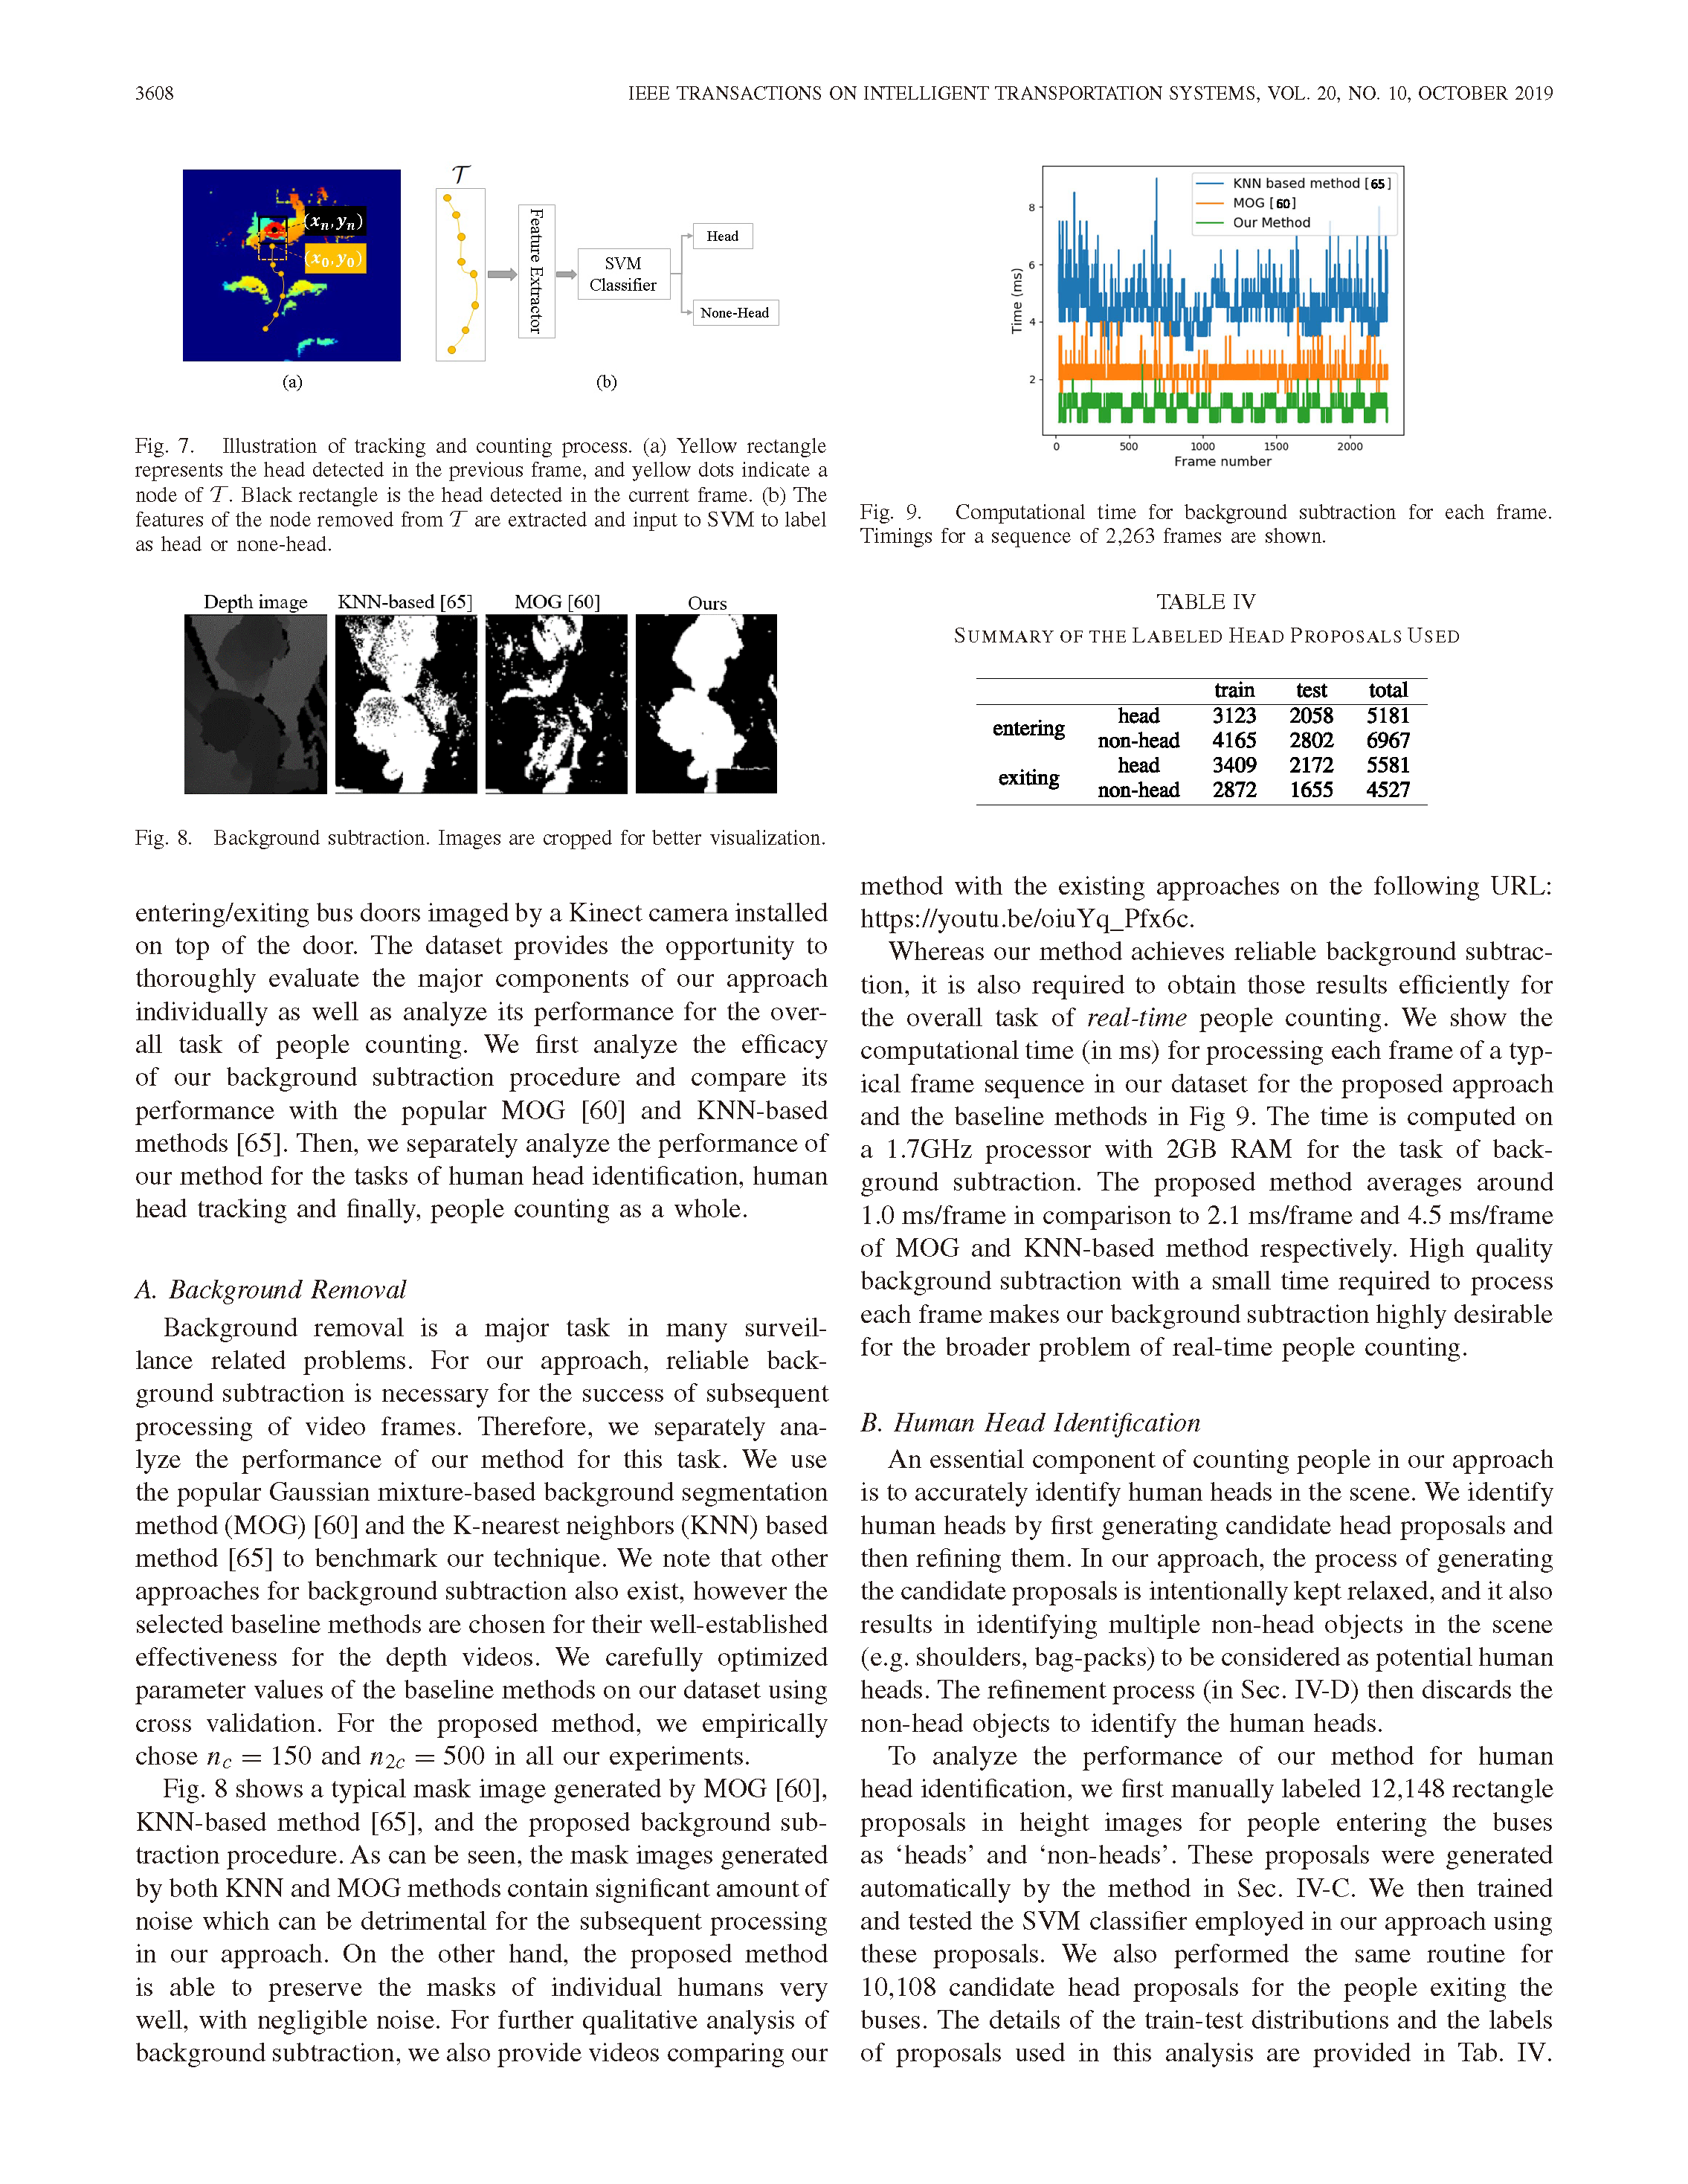 3608
IEEE TRANSACTIONS ON INTELLIGENT TRANSPORTATION SYSTEMS, VOL. 20, NO. 10, OCTOBER 2019
(xn, yn)
(x0, y0)
(a)
𝒯
Feature Extractor
SVM
Classifier
Head
None-Head
(b)
Fig. 7. Illustration of tracking and counting process. (a) Yellow rectangle
represents the head detected in the previous frame, and yellow dots indicate a
node of 𝒯. Black rectangle is the head detected in the current frame. (b) The
features of the node removed from 𝒯 are extracted and input to SVM to label
as head or none-head.
Depth image KNN-based [65] MOG [60] Ours
Fig. 8. Background subtraction. Images are cropped for better visualization.
entering/exiting bus doors imaged by a Kinect camera installed
on top of the door. The dataset provides the opportunity to
thoroughly evaluate the major components of our approach
individually as well as analyze its performance for the over-
all task of people counting. We first analyze the efficacy
of our background subtraction procedure and compare its
performance with the popular MOG [60] and KNN-based
methods [65]. Then, we separately analyze the performance of
our method for the tasks of human head identification, human
head tracking and finally, people counting as a whole.
A. Background Removal
Background removal is a major task in many surveil-
lance related problems. For our approach, reliable back-
ground subtraction is necessary for the success of subsequent
processing of video frames. Therefore, we separately ana-
lyze the performance of our method for this task. We use
the popular Gaussian mixture-based background segmentation
method (MOG) [60] and the K-nearest neighbors (KNN) based
method [65] to benchmark our technique. We note that other
approaches for background subtraction also exist, however the
selected baseline methods are chosen for their well-established
effectiveness for the depth videos. We carefully optimized
parameter values of the baseline methods on our dataset using
cross validation. For the proposed method, we empirically
chose nc = 150 and n2c = 500 in all our experiments.
Fig. 8 shows a typical mask image generated by MOG [60],
KNN-based method [65], and the proposed background sub-
traction procedure. As can be seen, the mask images generated
by both KNN and MOG methods contain significant amount of
noise which can be detrimental for the subsequent processing
in our approach. On the other hand, the proposed method
is able to preserve the masks of individual humans very
well, with negligible noise. For further qualitative analysis of
background subtraction, we also provide videos comparing our
KNN based method [65]
MOG [60]
Our Method
Time (ms)
8
6
4
2
0 500 1000 1500 2000
Frame number
Fig. 9. Computational time for background subtraction for each frame.
Timings for a sequence of 2,263 frames are shown.
TABLE IV
SUMMARY OF THE LABELED HEAD PROPOSALS USED
train test total
entering head 3123 2058 5181
non-head 4165 2802 6967
exiting head 3409 2172 5581
non-head 2872 1655 4527
method with the existing approaches on the following URL:
https://youtu.be/oiuYq_Pfx6c.
Whereas our method achieves reliable background subtrac-
tion, it is also required to obtain those results efficiently for
the overall task of real-time people counting. We show the
computational time (in ms) for processing each frame of a typ-
ical frame sequence in our dataset for the proposed approach
and the baseline methods in Fig 9. The time is computed on
a 1.7GHz processor with 2GB RAM for the task of back-
ground subtraction. The proposed method averages around
1.0 ms/frame in comparison to 2.1 ms/frame and 4.5 ms/frame
of MOG and KNN-based method respectively. High quality
background subtraction with a small time required to process
each frame makes our background subtraction highly desirable
for the broader problem of real-time people counting.
B. Human Head Identification
An essential component of counting people in our approach
is to accurately identify human heads in the scene. We identify
human heads by first generating candidate head proposals and
then refining them. In our approach, the process of generating
the candidate proposals is intentionally kept relaxed, and it also
results in identifying multiple non-head objects in the scene
(e.g. shoulders, bag-packs) to be considered as potential human
heads. The refinement process (in Sec. IV-D) then discards the
non-head objects to identify the human heads.
To analyze the performance of our method for human
head identification, we first manually labeled 12,148 rectangle
proposals in height images for people entering the buses
as ‘heads’ and ‘non-heads’. These proposals were generated
automatically by the method in Sec. IV-C. We then trained
and tested the SVM classifier employed in our approach using
these proposals. We also performed the same routine for
10,108 candidate head proposals for the people exiting the
buses. The details of the train-test distributions and the labels
of proposals used in this analysis are provided in Tab. IV.